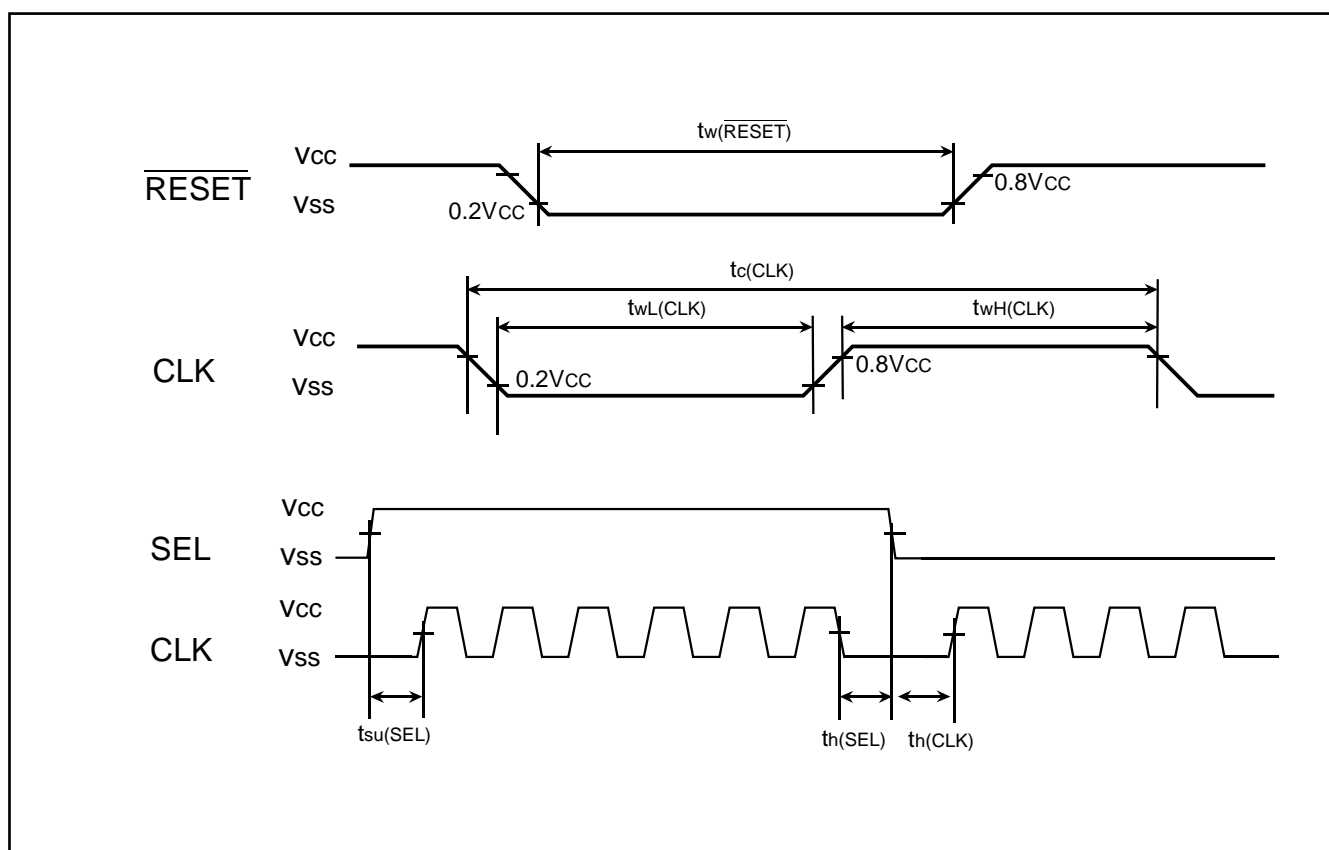 tw(RESET)
VCC
RESET
VSS
0.2VCC
0.8VCC
tc(CLK)
twL(CLK)
twH(CLK)
VCC
CLK
VSS
0.2VCC
0.8VCC
VCC
SEL
VSS
VCC
CLK
VSS
tsu(SEL)
th(SEL)
th(CLK)